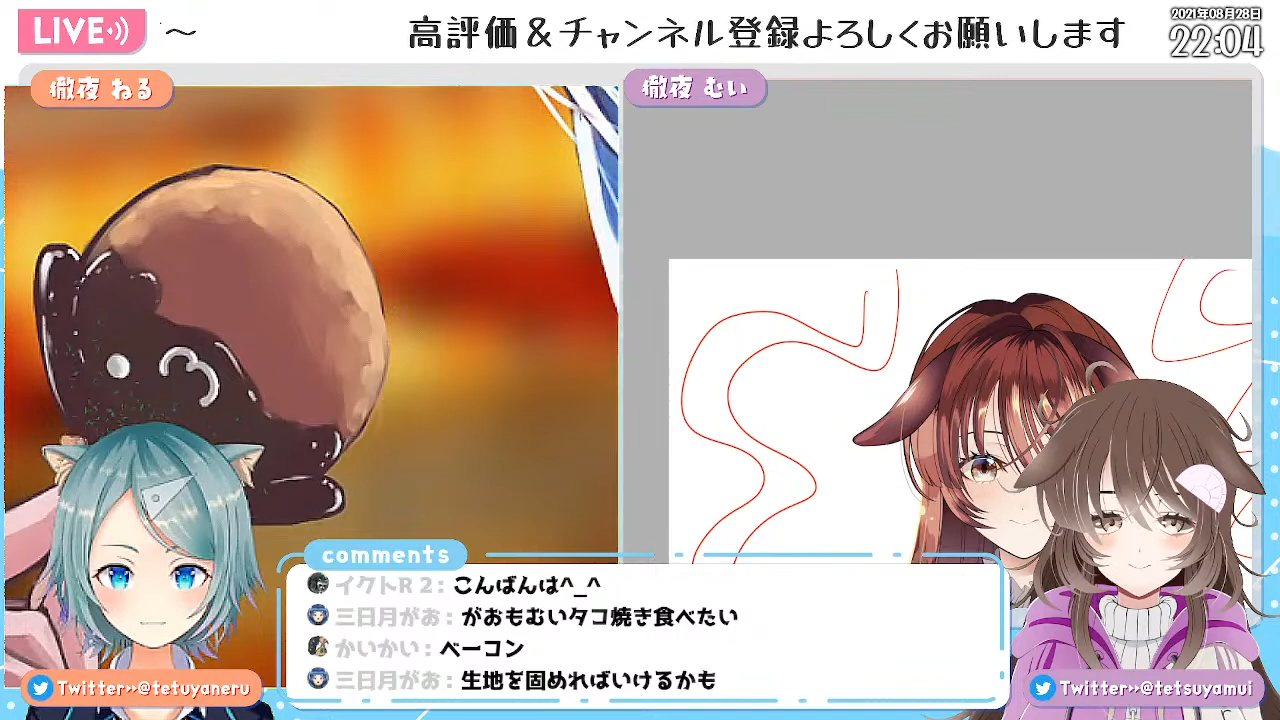 LIVE
～
高評価＆チャンネル登録よろしくお願いします
2021年08月28日
22:04
徹夜 ねる
徹夜 むい
comments
イクトR 2： こんばんは^_^
三日月がお： がおもむいタコ焼き食べたい
かいかい： ベーコン
三日月がお： 生地を固めればいけるかも
Twitter>>@tetuyaneru
Twitter>>@tetsuyamui